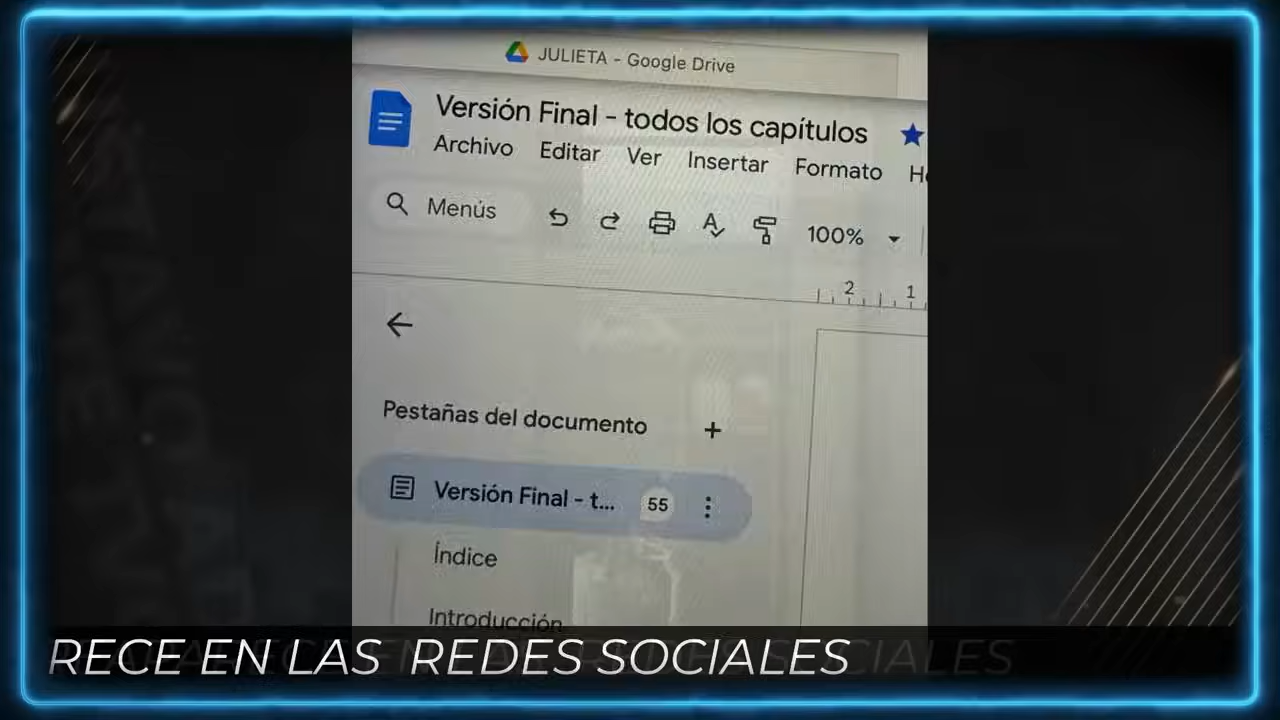 JULIETA - Google Drive
Versión Final - todos los capítulos
Archivo Editar Ver Insertar Formato
Menús 100%
2 1
Pestañas del documento +
Versión Final - t... 55
Índice
Introducción
RECE EN LAS REDES SOCIALES